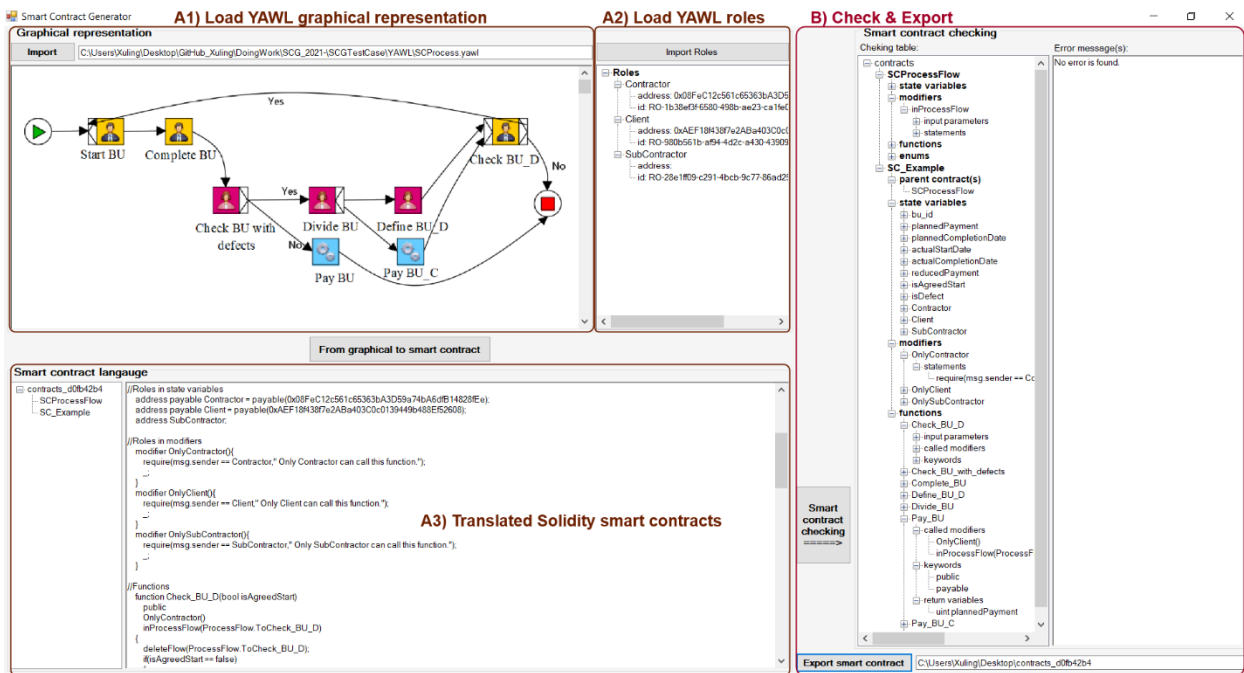 Smart Contract Generator
A1) Load YAWL graphical representation
A2) Load YAWL roles
B) Check & Export
Graphical representation
Import
C:\Users\Xuling\Desktop\GitHub_Xuling\DoingWork\SCG_2021-\SCGTestCase\YAWL\SCProcess.yawl
Yes
Start BU
Complete BU
Check BU_D
No
Yes
Check BU with
defects
Divide BU
Define BU_D
No
Pay BU
Pay BU_C
Import Roles
Roles
Contractor
address: 0x08FeC12c561c65363bA3D5
id: RO-1b38ef3f-6580-498b-ae23-ca1fe0
Client
address: 0xAEF18f438f7e2ABa403C0c0
id: RO-980b561b-af94-4d2c-a430-43909
SubContractor
address:
id: RO-28e1ff09-c291-4bcb-9c77-86ad25
From graphical to smart contract
Smart contract langauge
contracts_d0fb42b4
SCProcessFlow
SC_Example
//Roles in state variables
address payable Contractor = payable(0x08FeC12c561c65363bA3D59a74bA6dfB14828fEe);
address payable Client = payable(0xAEF18f438f7e2ABa403C0c0139449b488Ef52608);
address SubContractor;
//Roles in modifiers
modifier OnlyContractor(){
require(msg.sender == Contractor," Only Contractor can call this function.");
_;
}
modifier OnlyClient(){
require(msg.sender == Client," Only Client can call this function.");
_;
}
modifier OnlySubContractor(){
require(msg.sender == SubContractor," Only SubContractor can call this function.");
_;
}
//Functions
function Check_BU_D(bool isAgreedStart)
public
OnlyContractor()
inProcessFlow(ProcessFlow.ToCheck_BU_D)
{
deleteFlow(ProcessFlow.ToCheck_BU_D);
if(isAgreedStart == false)
A3) Translated Solidity smart contracts
Smart
contract
checking
=====>
Smart contract checking
Cheking table:
contracts
SCProcessFlow
state variables
modifiers
inProcessFlow
input parameters
statements
functions
enums
SC_Example
parent contract(s)
SCProcessFlow
state variables
bu_id
plannedPayment
plannedCompletionDate
actualStartDate
actualCompletionDate
reducedPayment
isAgreedStart
isDefect
Contractor
Client
SubContractor
modifiers
OnlyContractor
statements
require(msg.sender == Co
OnlyClient
OnlySubContractor
functions
Check_BU_D
input parameters
called modifiers
keywords
Check_BU_with_defects
Complete_BU
Define_BU_D
Divide_BU
Pay_BU
called modifiers
OnlyClient()
inProcessFlow(ProcessF
keywords
public
payable
return variables
uint plannedPayment
Pay_BU_C
Error message(s):
No error is found.
Export smart contract
C:\Users\Xuling\Desktop\contracts_d0fb42b4